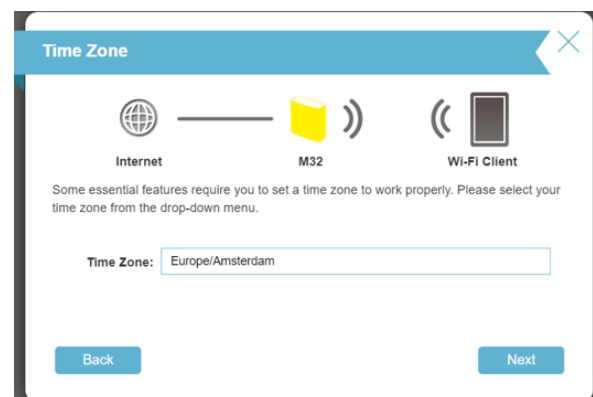 Time Zone
Internet
M32
Wi-Fi Client
Some essential features require you to set a time zone to work properly. Please select your
time zone from the drop-down menu.
Time Zone: Europe/Amsterdam
Back
Next